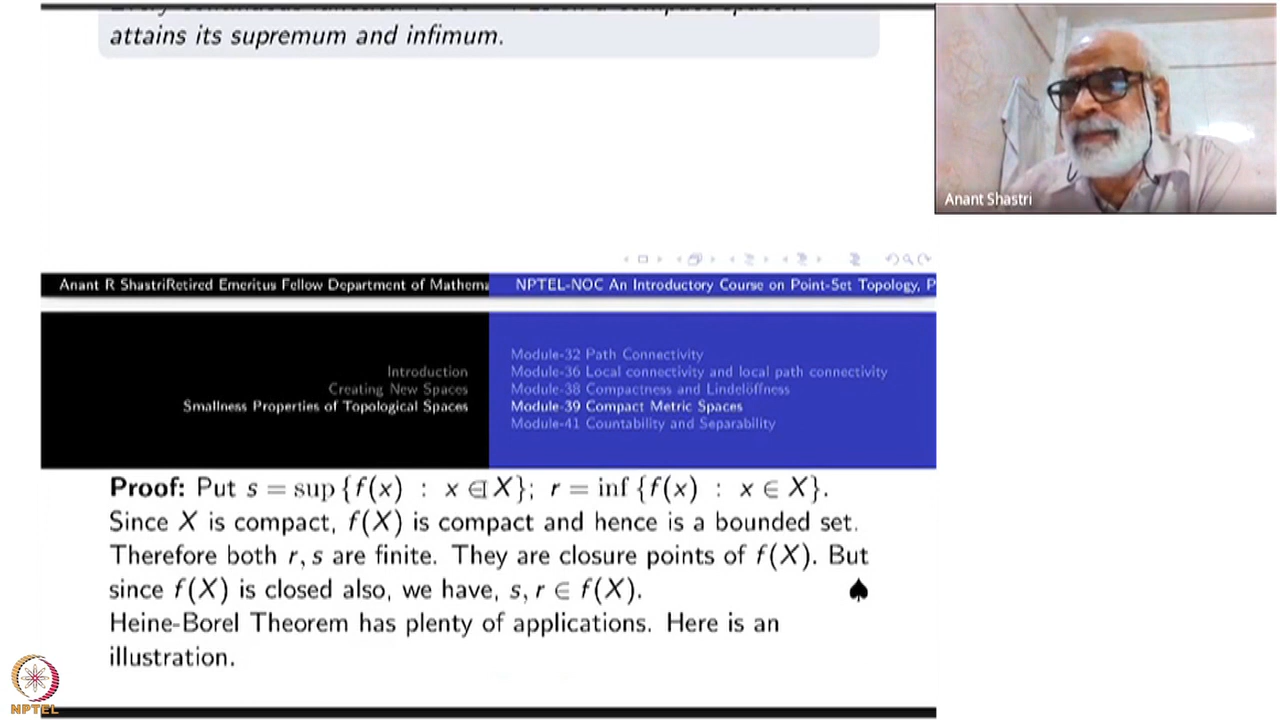 attains its supremum and infimum.
Anant Shastri
Anant R ShastriRetired Emeritus Fellow Department of Mathema
NPTEL-NOC An Introductory Course on Point-Set Topology, P
Introduction
Creating New Spaces
Smallness Properties of Topological Spaces
Module-32 Path Connectivity
Module-36 Local connectivity and local path connectivity
Module-38 Compactness and Lindelöffness
Module-39 Compact Metric Spaces
Module-41 Countability and Separability
Proof: Put s = sup {f(x) : x ∈ X}; r = inf {f(x) : x ∈ X}.
Since X is compact, f(X) is compact and hence is a bounded set.
Therefore both r, s are finite. They are closure points of f(X). But
since f(X) is closed also, we have, s, r ∈ f(X). ♠
Heine-Borel Theorem has plenty of applications. Here is an
illustration.
NPTEL